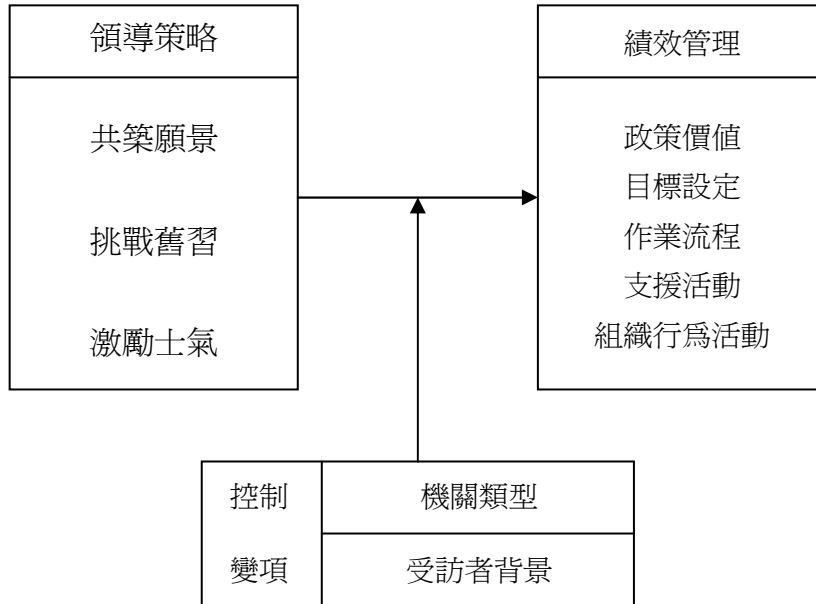 領導策略
共築願景
挑戰舊習
激勵士氣
績效管理
政策價值
目標設定
作業流程
支援活動
組織行為活動
控制
變項
機關類型
受訪者背景